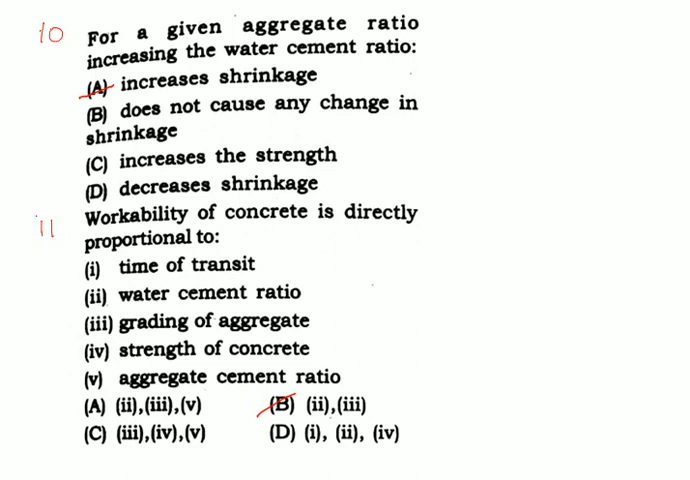 10 For a given aggregate ratio
increasing the water cement ratio:
(A) increases shrinkage
(B) does not cause any change in
shrinkage
(C) increases the strength
(D) decreases shrinkage
11 Workability of concrete is directly
proportional to:
(i) time of transit
(ii) water cement ratio
(iii) grading of aggregate
(iv) strength of concrete
(v) aggregate cement ratio
(A) (ii),(iii),(v) (B) (ii),(iii)
(C) (iii),(iv),(v) (D) (i), (ii), (iv)